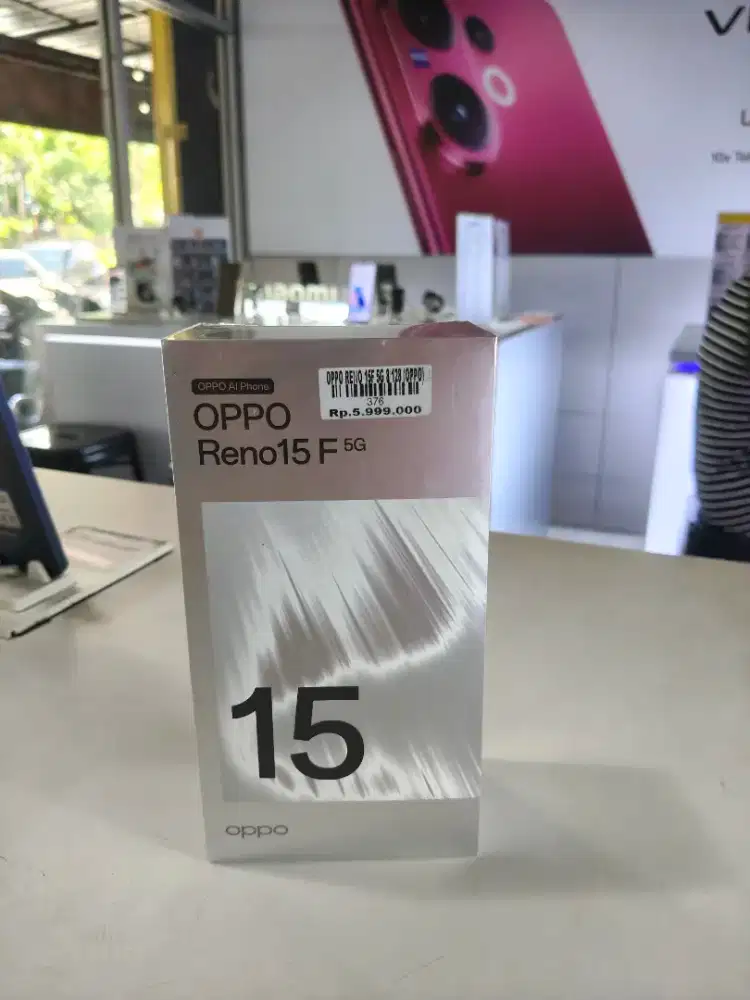 OPPO AI Phone
OPPO
Reno15 F 5G
OPPO RENO 15F 5G 8 128 (OPPO)
376
Rp.5.999.000
15
oppo